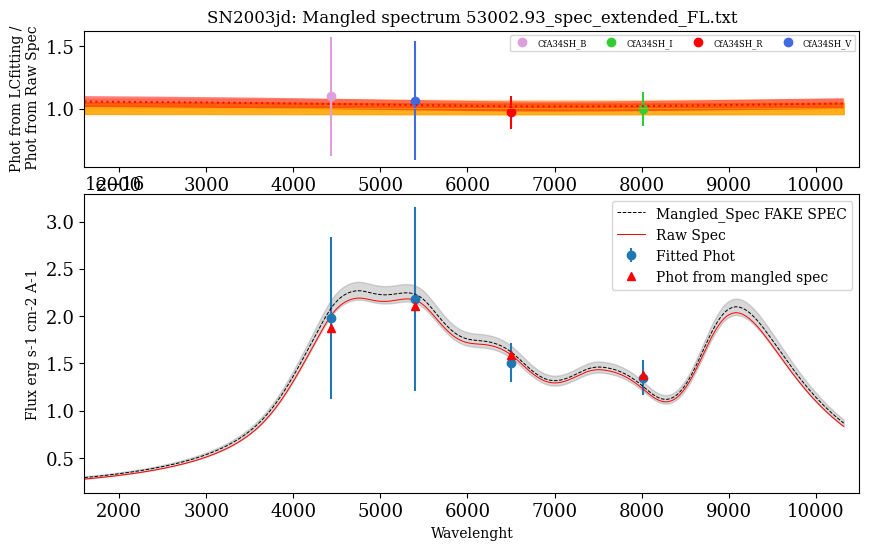 SN2003jd: Mangled spectrum 53002.93_spec_extended_FL.txt
Phot from LCfitting /
Phot from Raw Spec
1.5
1.0
CfA34SH_B
CfA34SH_I
CfA34SH_R
CfA34SH_V
2000 3000 4000 5000 6000 7000 8000 9000 10000
1e−16
Flux erg s-1 cm-2 A-1
3.0
2.5
2.0
1.5
1.0
0.5
Mangled_Spec FAKE SPEC
Raw Spec
Fitted Phot
Phot from mangled spec
2000 3000 4000 5000 6000 7000 8000 9000 10000
Wavelenght